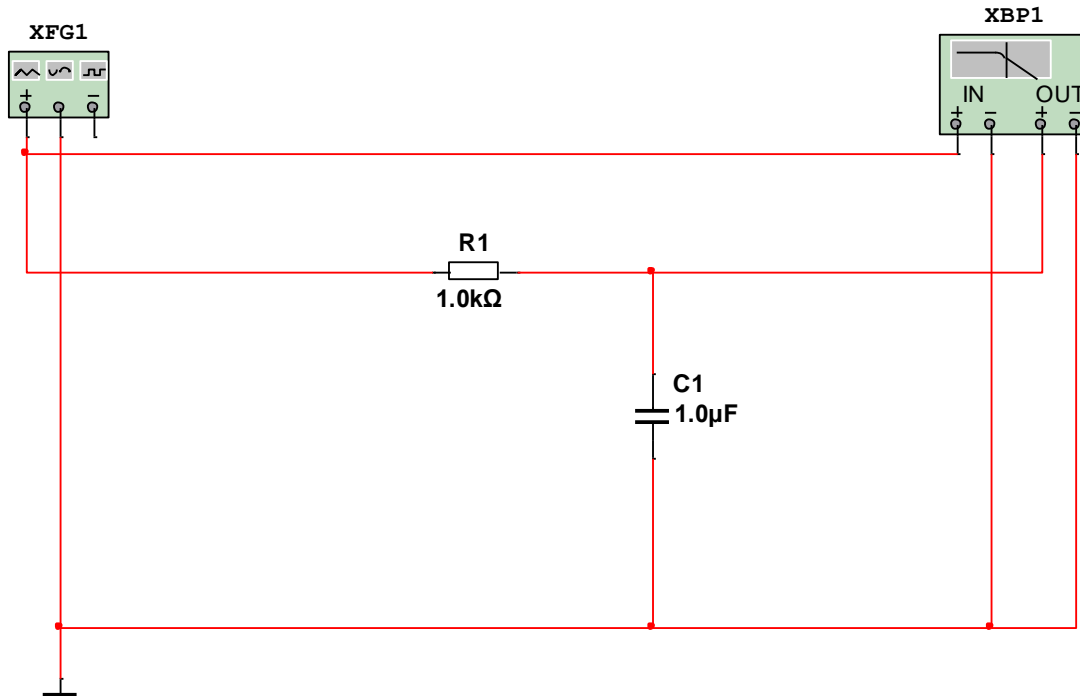 XFG1
XBP1
+ −
IN OUT
+ − + −
R1
1.0kΩ
C1
1.0µF